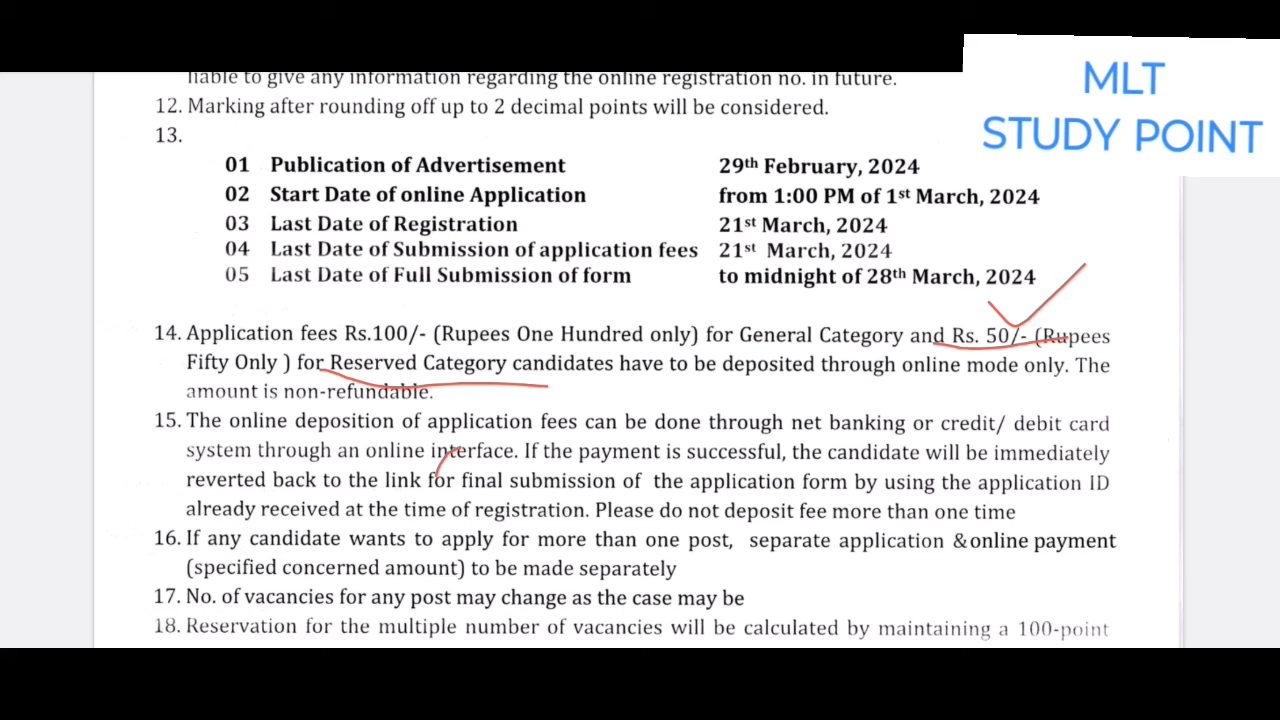 MLT
STUDY POINT
liable to give any information regarding the online registration no. in future.
12. Marking after rounding off up to 2 decimal points will be considered.
13.
01 Publication of Advertisement 29th February, 2024
02 Start Date of online Application from 1:00 PM of 1st March, 2024
03 Last Date of Registration 21st March, 2024
04 Last Date of Submission of application fees 21st March, 2024
05 Last Date of Full Submission of form to midnight of 28th March, 2024
14. Application fees Rs.100/- (Rupees One Hundred only) for General Category and Rs. 50/- (Rupees
Fifty Only ) for Reserved Category candidates have to be deposited through online mode only. The
amount is non-refundable.
15. The online deposition of application fees can be done through net banking or credit/ debit card
system through an online interface. If the payment is successful, the candidate will be immediately
reverted back to the link for final submission of the application form by using the application ID
already received at the time of registration. Please do not deposit fee more than one time
16. If any candidate wants to apply for more than one post, separate application &online payment
(specified concerned amount) to be made separately
17. No. of vacancies for any post may change as the case may be
18. Reservation for the multiple number of vacancies will be calculated by maintaining a 100-point